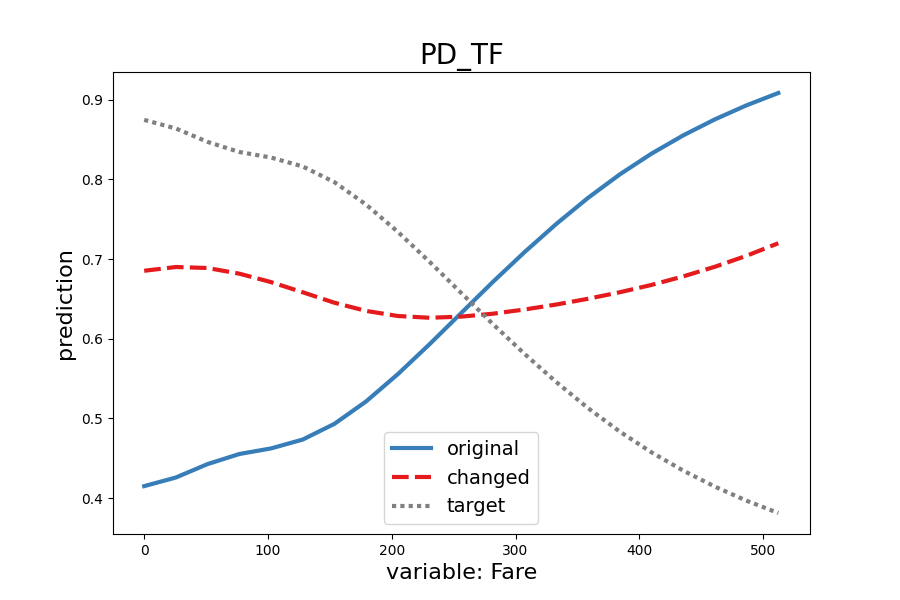 PD_TF
prediction
0.9
0.8
0.7
0.6
0.5
0.4
original
changed
target
0 100 200 300 400 500
variable: Fare